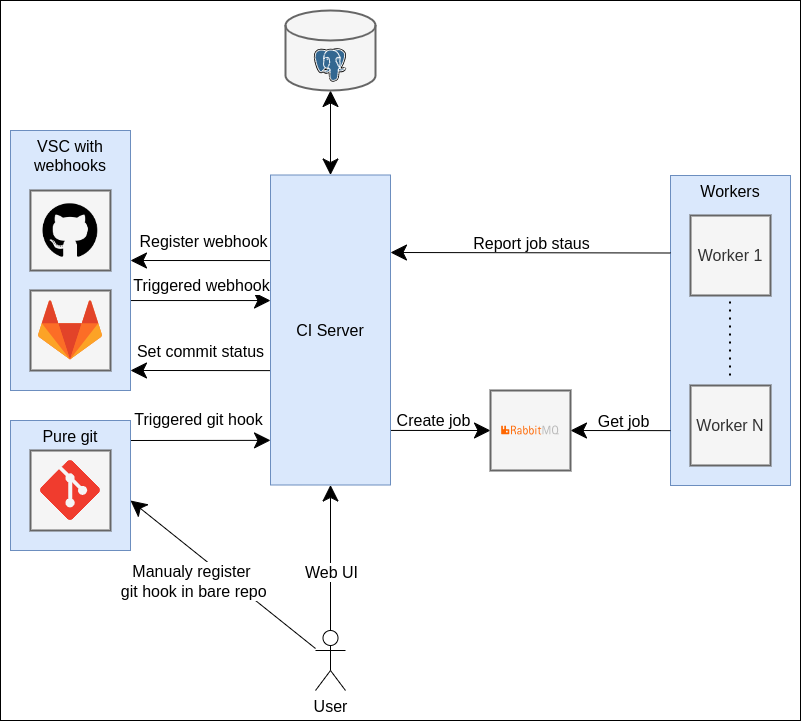 VSC with
webhooks
Workers
Register webhook
Report job staus
Worker 1
Triggered webhook
CI Server
Set commit status
Triggered git hook
Create job
RabbitMQ
Get job
Worker N
Pure git
Manualy register
git hook in bare repo
Web UI
User